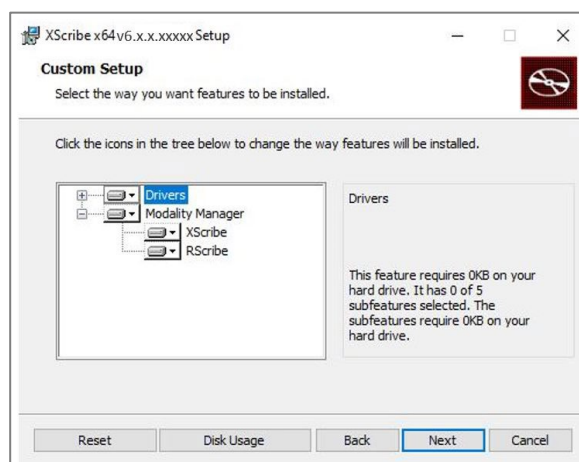 XScribe x64v6.x.x.xxxxx Setup
Custom Setup
Select the way you want features to be installed.
Click the icons in the tree below to change the way features will be installed.
Drivers
Modality Manager
XScribe
RScribe
Drivers
This feature requires 0KB on your
hard drive. It has 0 of 5
subfeatures selected. The
subfeatures require 0KB on your
hard drive.
Reset
Disk Usage
Back
Next
Cancel